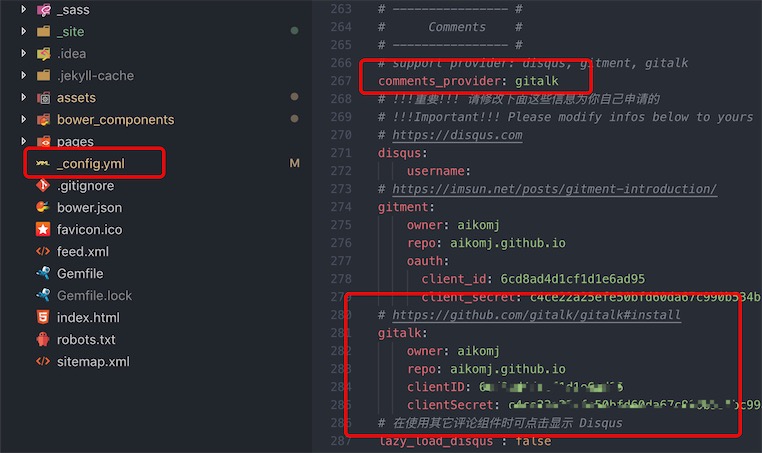 _sass
_site
.idea
.jekyll-cache
assets
bower_components
pages
_config.yml
M
.gitignore
bower.json
favicon.ico
feed.xml
Gemfile
Gemfile.lock
index.html
robots.txt
sitemap.xml
263 # ---------------- #
264 # Comments #
265 # ---------------- #
266 # support provider: disqus, gitment, gitalk
267 comments_provider: gitalk
268 # !!!重要!!! 请修改下面这些信息为你自己申请的
269 # !!!Important!!! Please modify infos below to yours
270 # https://disqus.com
271 disqus:
272 username:
273 # https://imsun.net/posts/gitment-introduction/
274 gitment:
275 owner: aikomj
276 repo: aikomj.github.io
277 oauth:
278 client_id: 6cd8ad4d1cf1d1e6ad95
279 client_secret: c4ce22a25efe50bfd60da67c990b534b
280 # https://github.com/gitalk/gitalk#install
281 gitalk:
282 owner: aikomj
283 repo: aikomj.github.io
284 clientID:
285 clientSecret:
286 # 在使用其它评论组件时可点击显示 Disqus
287 lazy_load_disqus : false